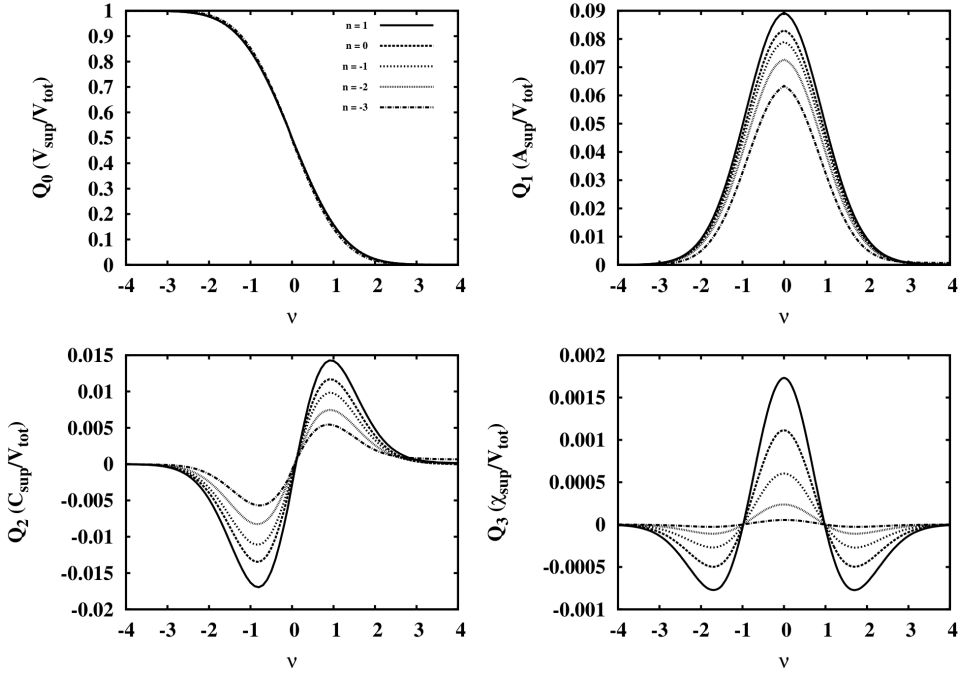 Q0 (Vsup/Vtot)
1
0.9
0.8
0.7
0.6
0.5
0.4
0.3
0.2
0.1
0
-4 -3 -2 -1 0 1 2 3 4
ν
n = 1
n = 0
n = -1
n = -2
n = -3
Q1 (Asup/Vtot)
0.09
0.08
0.07
0.06
0.05
0.04
0.03
0.02
0.01
0
-4 -3 -2 -1 0 1 2 3 4
ν
Q2 (Csup/Vtot)
0.015
0.01
0.005
0
-0.005
-0.01
-0.015
-0.02
-4 -3 -2 -1 0 1 2 3 4
ν
Q3 (χsup/Vtot)
0.002
0.0015
0.001
0.0005
0
-0.0005
-0.001
-4 -3 -2 -1 0 1 2 3 4
ν